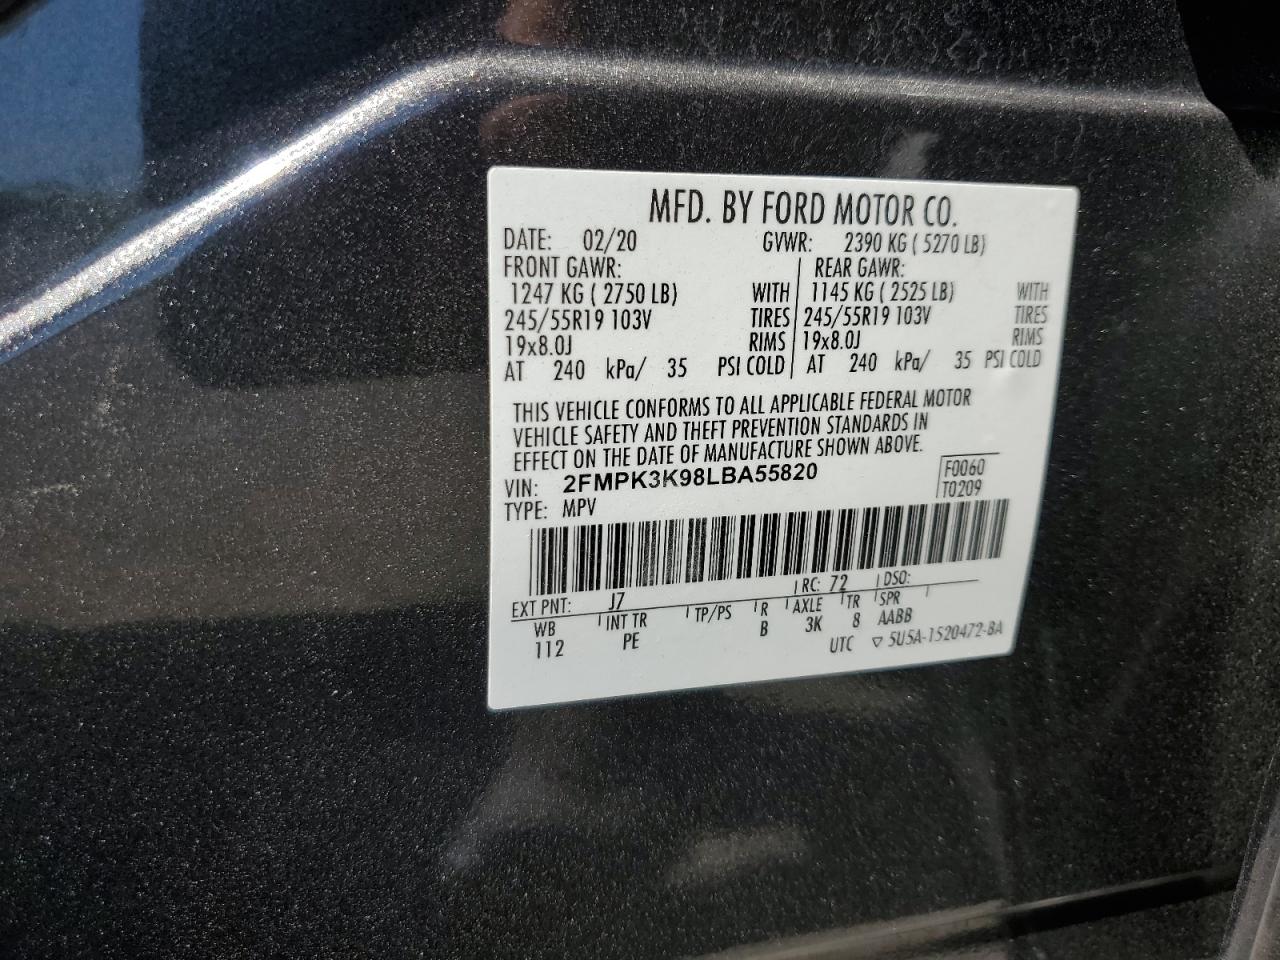 MFD. BY FORD MOTOR CO.
DATE: 02/20 GVWR: 2390 KG ( 5270 LB)
FRONT GAWR: REAR GAWR:
1247 KG ( 2750 LB) WITH 1145 KG ( 2525 LB) WITH
245/55R19 103V TIRES 245/55R19 103V TIRES
19x8.0J RIMS 19x8.0J RIMS
AT 240 kPa/ 35 PSI COLD AT 240 kPa/ 35 PSI COLD
THIS VEHICLE CONFORMS TO ALL APPLICABLE FEDERAL MOTOR
VEHICLE SAFETY AND THEFT PREVENTION STANDARDS IN
EFFECT ON THE DATE OF MANUFACTURE SHOWN ABOVE.
VIN: 2FMPK3K98LBA55820 F0060
TYPE: MPV T0209
EXT PNT: J7 RC: 72 DSO:
WB INT TR TP/PS R AXLE TR SPR
112 PE B 3K 8 AABB
UTC ▽ 5U5A-1520472-BA